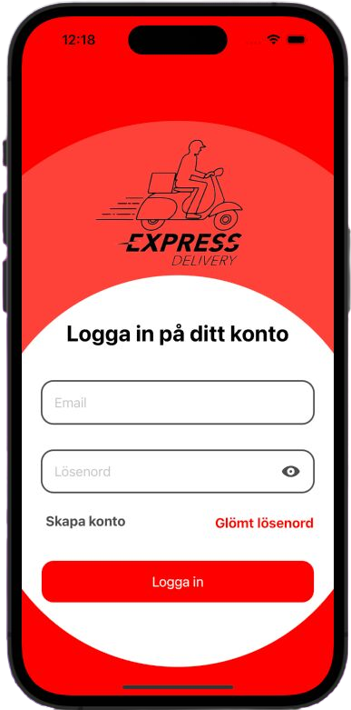 12:18
EXPRESS
DELIVERY
Logga in på ditt konto
Email
Lösenord
Skapa konto
Glömt lösenord
Logga in